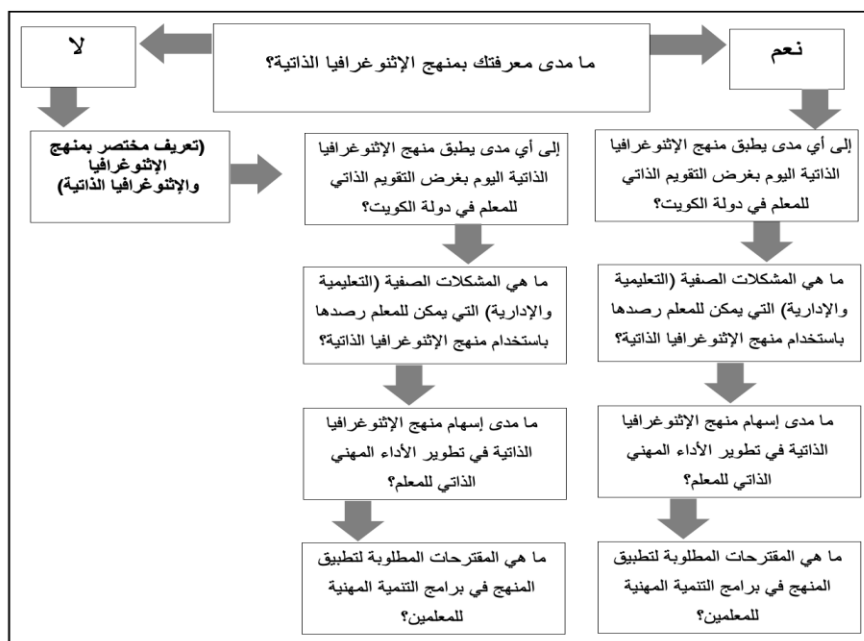 نعم
ما مدى معرفتك بمنهج الإثنوغرافيا الذاتية؟
لا
إلى أي مدى يطبق منهج الإثنوغرافيا
الذاتية اليوم بغرض التقويم الذاتي
للمعلم في دولة الكويت؟
ما هي المشكلات الصفية (التعليمية
والإدارية) التي يمكن للمعلم رصدها
باستخدام منهج الإثنوغرافيا الذاتية؟
ما مدى إسهام منهج الإثنوغرافيا
الذاتية في تطوير الأداء المهني
الذاتي للمعلم؟
ما هي المقترحات المطلوبة لتطبيق
المنهج في برامج التنمية المهنية
للمعلمين؟
(تعريف مختصر بمنهج
الإثنوغرافيا
والإثنوغرافيا الذاتية)
إلى أي مدى يطبق منهج الإثنوغرافيا
الذاتية اليوم بغرض التقويم الذاتي
للمعلم في دولة الكويت؟
ما هي المشكلات الصفية (التعليمية
والإدارية) التي يمكن للمعلم رصدها
باستخدام منهج الإثنوغرافيا الذاتية؟
ما مدى إسهام منهج الإثنوغرافيا
الذاتية في تطوير الأداء المهني
الذاتي للمعلم؟
ما هي المقترحات المطلوبة لتطبيق
المنهج في برامج التنمية المهنية
للمعلمين؟